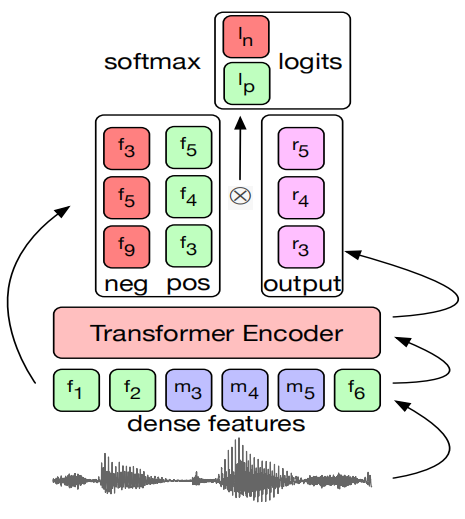 l_n
softmax logits
l_p
f_3 f_5 r_5
f_5 f_4 ⊗ r_4
f_9 f_3 r_3
neg pos output
Transformer Encoder
f_1 f_2 m_3 m_4 m_5 f_6
dense features